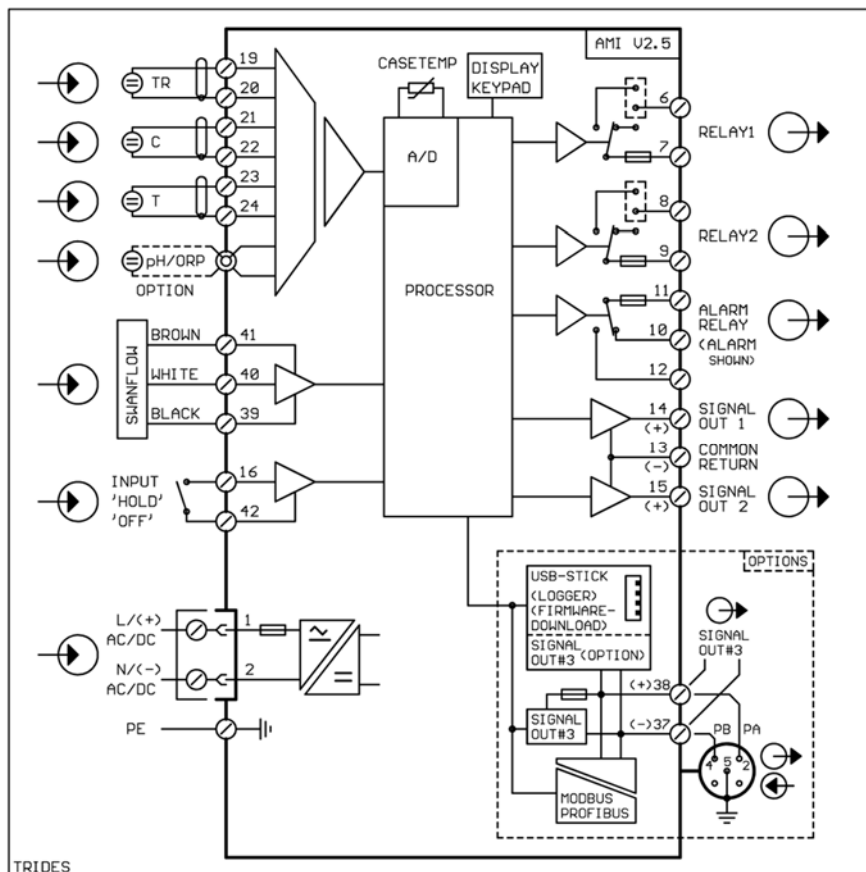 AMI V2.5
19
TR
20
21
C
22
23
T
24
pH/ORP
OPTION
CASETEMP
DISPLAY
KEYPAD
A/D
PROCESSOR
6
RELAY1
7
8
RELAY2
9
11
ALARM
RELAY
10
(ALARM
SHOWN)
12
14
(+)
SIGNAL
OUT 1
13
(-)
COMMON
RETURN
15
(+)
SIGNAL
OUT 2
SWANFLOW
BROWN
41
WHITE
40
BLACK
39
INPUT
'HOLD'
'OFF'
16
42
L/(+)
AC/DC
1
N/(-)
AC/DC
2
PE
OPTIONS
USB-STICK
(LOGGER)
(FIRMWARE-
DOWNLOAD)
SIGNAL
OUT#3 (OPTION)
SIGNAL
OUT#3
(+)38
SIGNAL
OUT#3
(-)37
PB PA
4 5 2
MODBUS
PROFIBUS
TRIDES